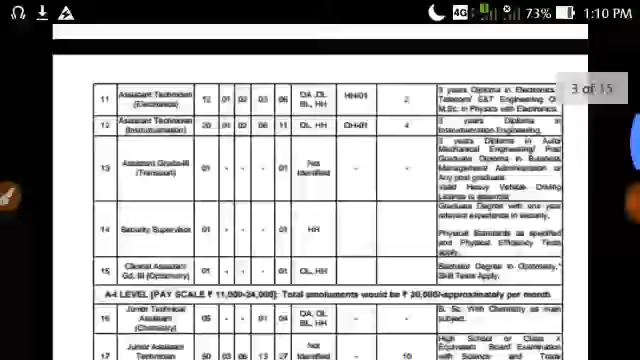 4G 73% 1:10 PM
3 of 15
11 Assistant Technician (Electronics) 12 01 02 03 06 OA, OL, BL, HH HH-01 2 3 years Diploma in Electronics/ Telecom/ E&T Engineering Or M.Sc. in Physics with Electronics.
12 Assistant Technician (Instrumentation) 20 01 02 06 11 OL, HH OH-01 4 3 years Diploma in Instrumentation Engineering
13 Assistant Grade-III (Transport) 01 - - - 01 Not Identified - - 3 years Diploma in Auto/ Mechanical Engineering/ Post Graduate Diploma in Business Management/ Administration or Any post graduate.
Valid Heavy Vehicle Driving License is essential
14 Security Supervisor 01 - - - 01 HH - - Graduate Degree with one year relevant experience in security.
Physical Standards as specified and Physical Efficiency Tests apply.
15 Clinical Assistant Gd. III (Optometry) 01 - - - 01 OL, HH - - Bachelor Degree in Optometry. Skill Tests Apply.
A-I LEVEL [PAY SCALE ₹ 11,000-24,000]: Total emoluments would be ₹ 26,000/-approximately per month
16 Junior Technical Assistant (Chemistry) 05 - - 01 04 OA, OL BL, HH - - B. Sc. With Chemistry as main subject.
17 Junior Assistant Technician 50 03 06 13 27 Not Identified - 10 High School or Class X Equivalent Board Examination with Science and Trade